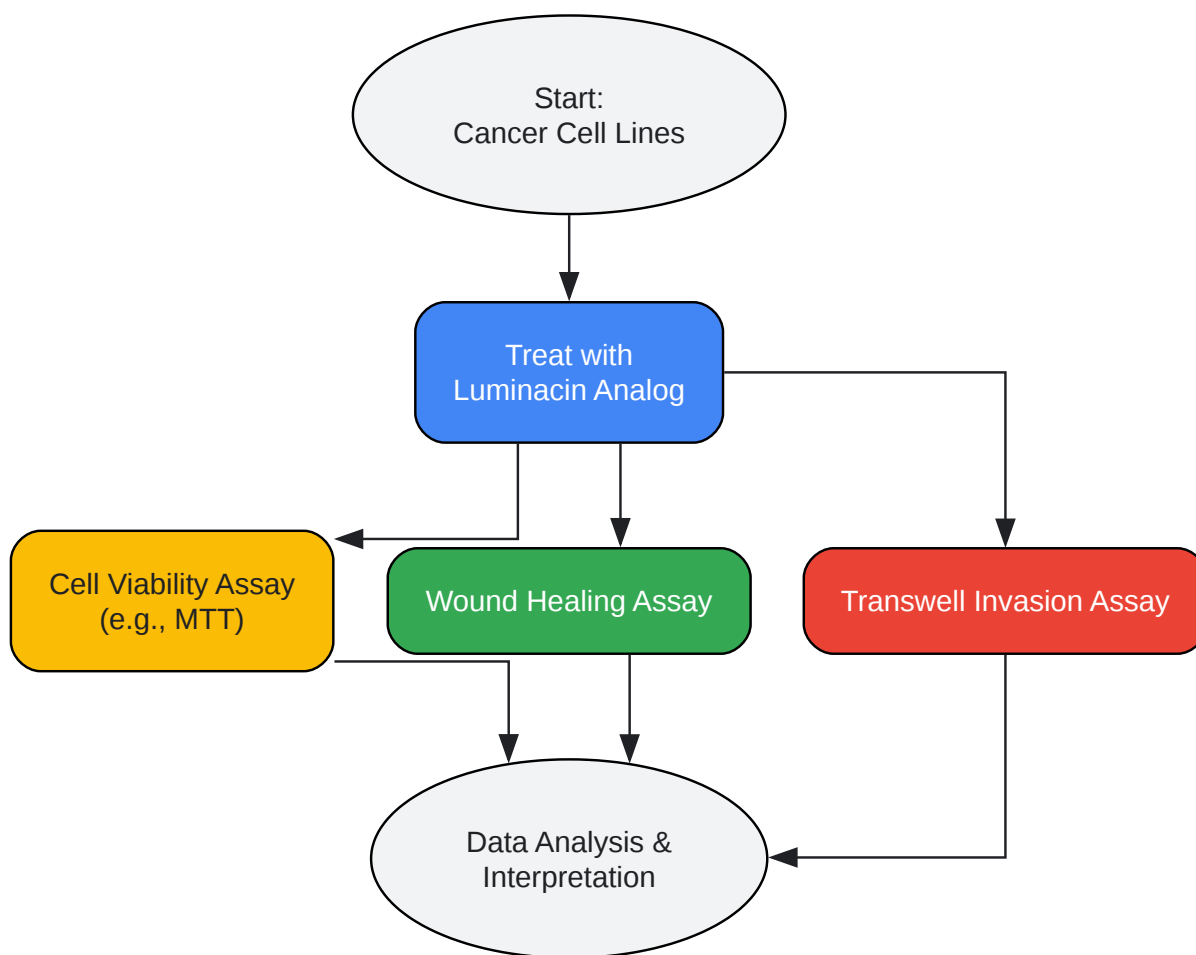 Start:
Cancer Cell Lines
Treat with
Luminacin Analog
Cell Viability Assay
(e.g., MTT)
Wound Healing Assay
Transwell Invasion Assay
Data Analysis &
Interpretation